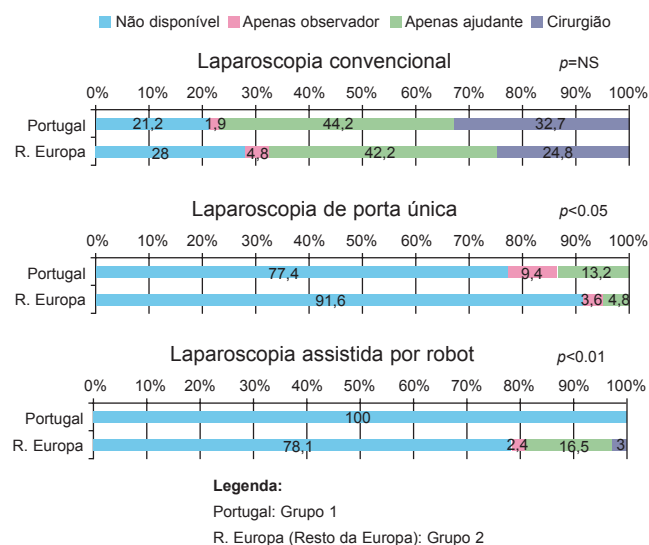 Não disponível Apenas observador Apenas ajudante Cirurgião
Laparoscopia convencional p=NS
0% 10% 20% 30% 40% 50% 60% 70% 80% 90% 100%
Portugal 21,2 1,9 44,2 32,7
R. Europa 28 4,8 42,2 24,8
Laparoscopia de porta única p<0.05
0% 10% 20% 30% 40% 50% 60% 70% 80% 90% 100%
Portugal 77,4 9,4 13,2
R. Europa 91,6 3,6 4,8
Laparoscopia assistida por robot p<0.01
0% 10% 20% 30% 40% 50% 60% 70% 80% 90% 100%
Portugal 100
R. Europa 78,1 2,4 16,5 3
Legenda:
Portugal: Grupo 1
R. Europa (Resto da Europa): Grupo 2